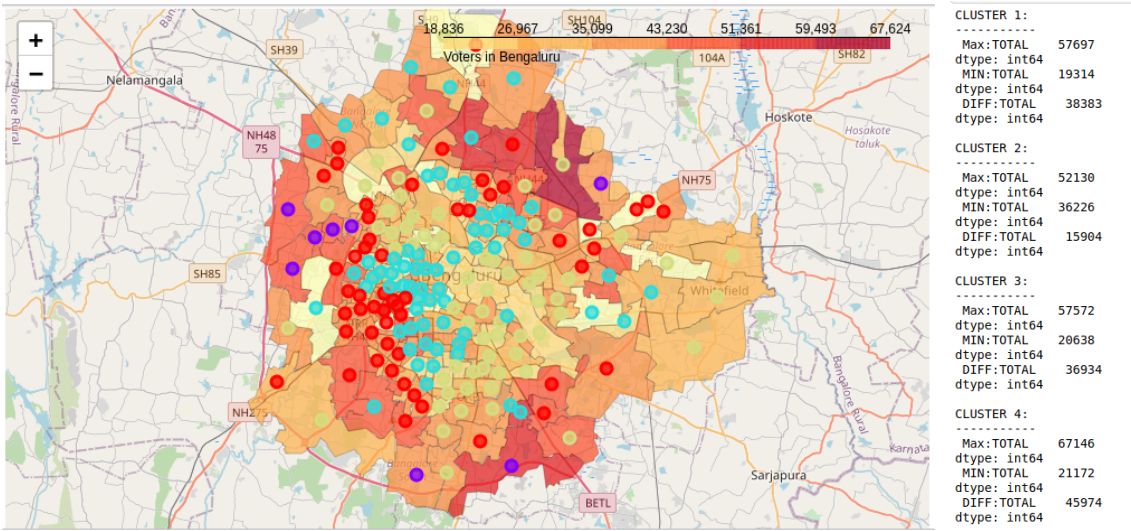 +
−
SH9
SH104
18,836 26,967 35,099 43,230 51,361 59,493 67,624
Voters in Bengaluru
SH39
104A
SH82
Nelamangala
Hoskote
NH48
75
Hosakote
taluk
NH44
NH75
SH85
Bengaluru
Whitefield
NH275
Sarjapura
BETL
Bangalore Rural
CLUSTER 1:
-----------
Max:TOTAL 57697
dtype: int64
MIN:TOTAL 19314
dtype: int64
DIFF:TOTAL 38383
dtype: int64
CLUSTER 2:
-----------
Max:TOTAL 52130
dtype: int64
MIN:TOTAL 36226
dtype: int64
DIFF:TOTAL 15904
dtype: int64
CLUSTER 3:
-----------
Max:TOTAL 57572
dtype: int64
MIN:TOTAL 20638
dtype: int64
DIFF:TOTAL 36934
dtype: int64
CLUSTER 4:
-----------
Max:TOTAL 67146
dtype: int64
MIN:TOTAL 21172
dtype: int64
DIFF:TOTAL 45974
dtype: int64